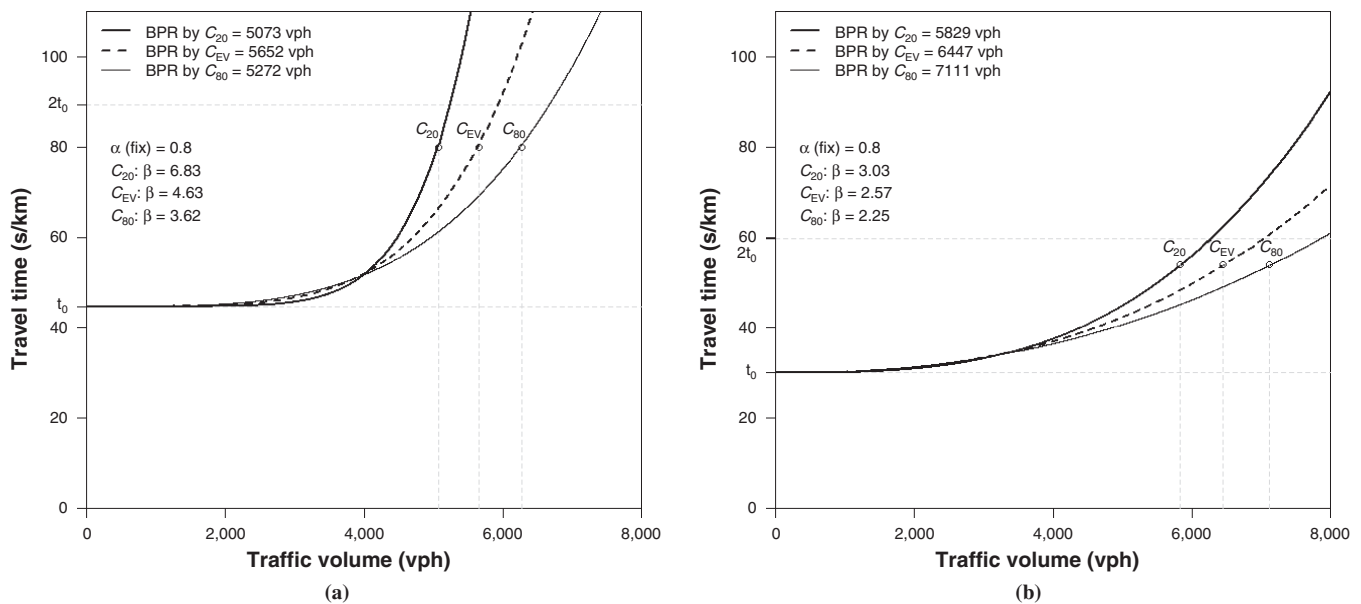 BPR by C20 = 5073 vph
BPR by CEV = 5652 vph
BPR by C80 = 5272 vph
100
2t0
C20
CEV
C80
α (fix) = 0.8
C20: β = 6.83
CEV: β = 4.63
C80: β = 3.62
80
60
t0
40
20
0
Travel time (s/km)
0
2,000
4,000
6,000
8,000
Traffic volume (vph)
(a)
BPR by C20 = 5829 vph
BPR by CEV = 6447 vph
BPR by C80 = 7111 vph
100
α (fix) = 0.8
C20: β = 3.03
CEV: β = 2.57
C80: β = 2.25
80
60
2t0
C20
CEV
C80
40
t0
20
0
Travel time (s/km)
0
2,000
4,000
6,000
8,000
Traffic volume (vph)
(b)